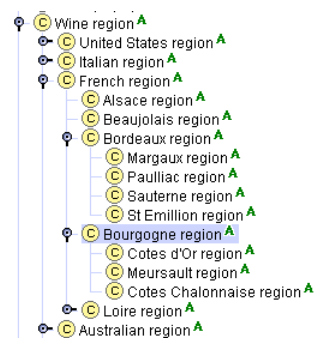 C Wine region A
C United States region A
C Italian region A
C French region A
C Alsace region A
C Beaujolais region A
C Bordeaux region A
C Margaux region A
C Paulliac region A
C Sauterne region A
C St Emillion region A
C Bourgogne region A
C Cotes d'Or region A
C Meursault region A
C Cotes Chalonnaise region A
C Loire region A
C Australian region A